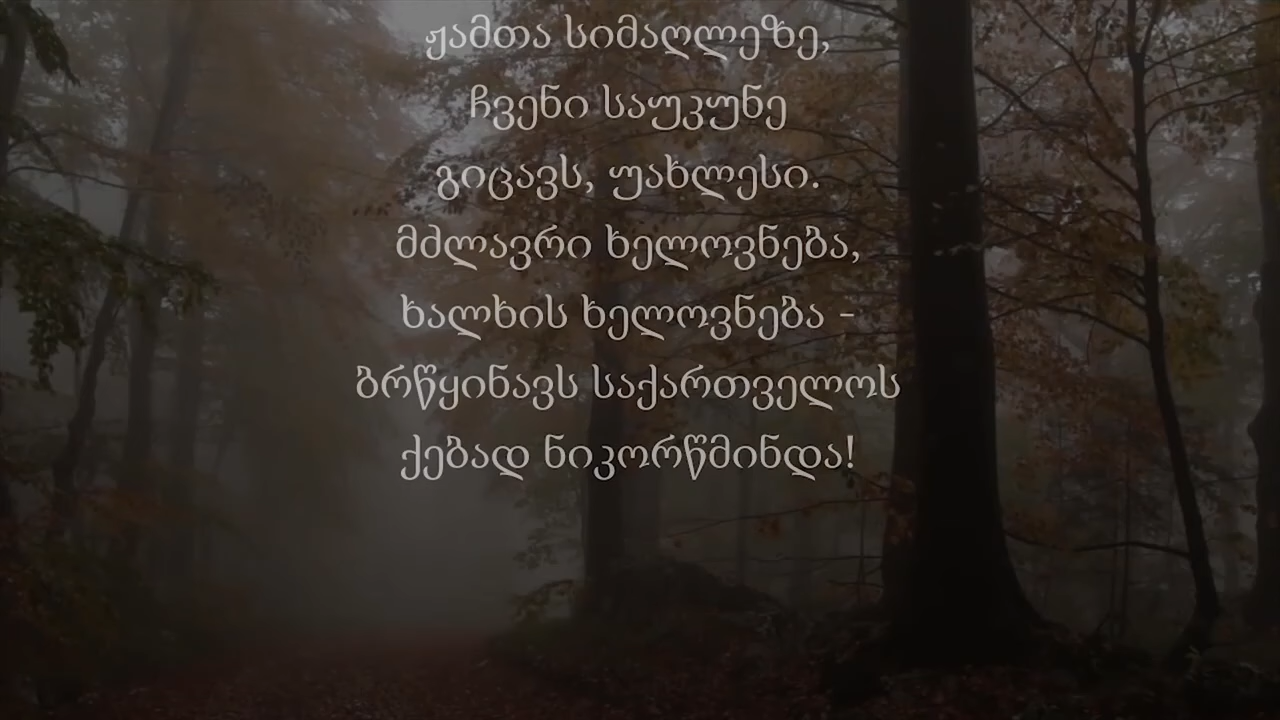 ჟამთა სიმაღლეზე,
ჩვენი საუკუნე
გიცავს, უახლესი.
მძლავრი ხელოვნება,
ხალხის ხელოვნება -
ბრწყინავს საქართველოს
ქებად ნიკორწმინდა!